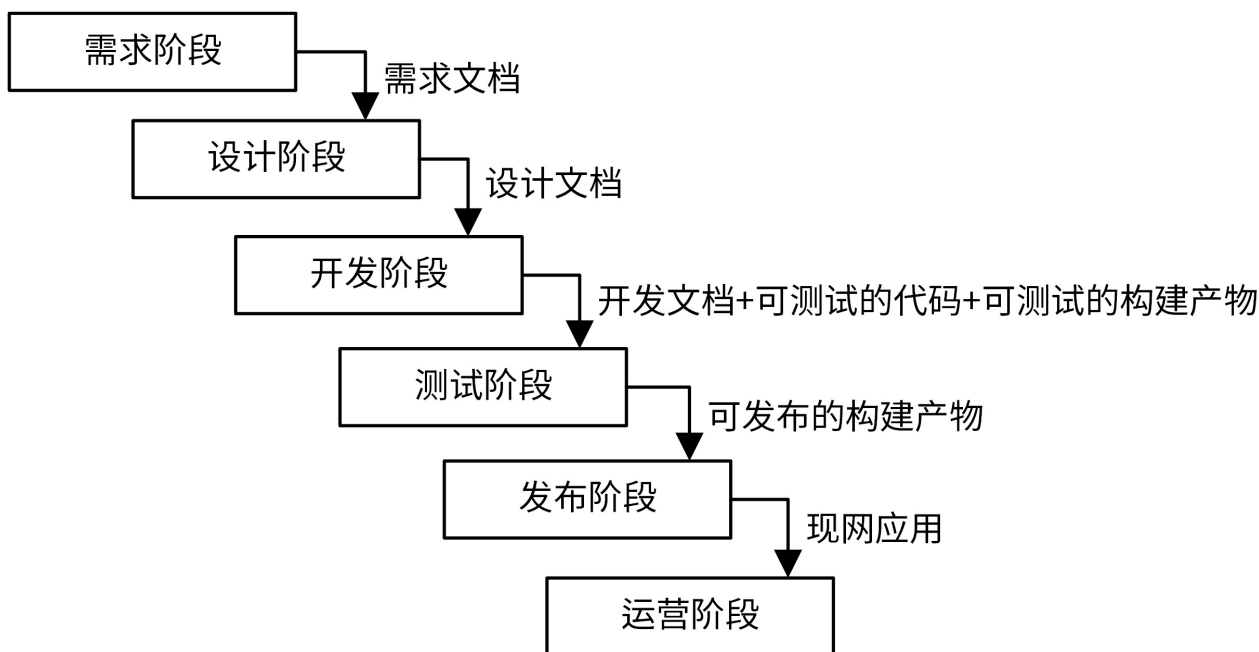 需求阶段
需求文档
设计阶段
设计文档
开发阶段
开发文档+可测试的代码+可测试的构建产物
测试阶段
可发布的构建产物
发布阶段
现网应用
运营阶段